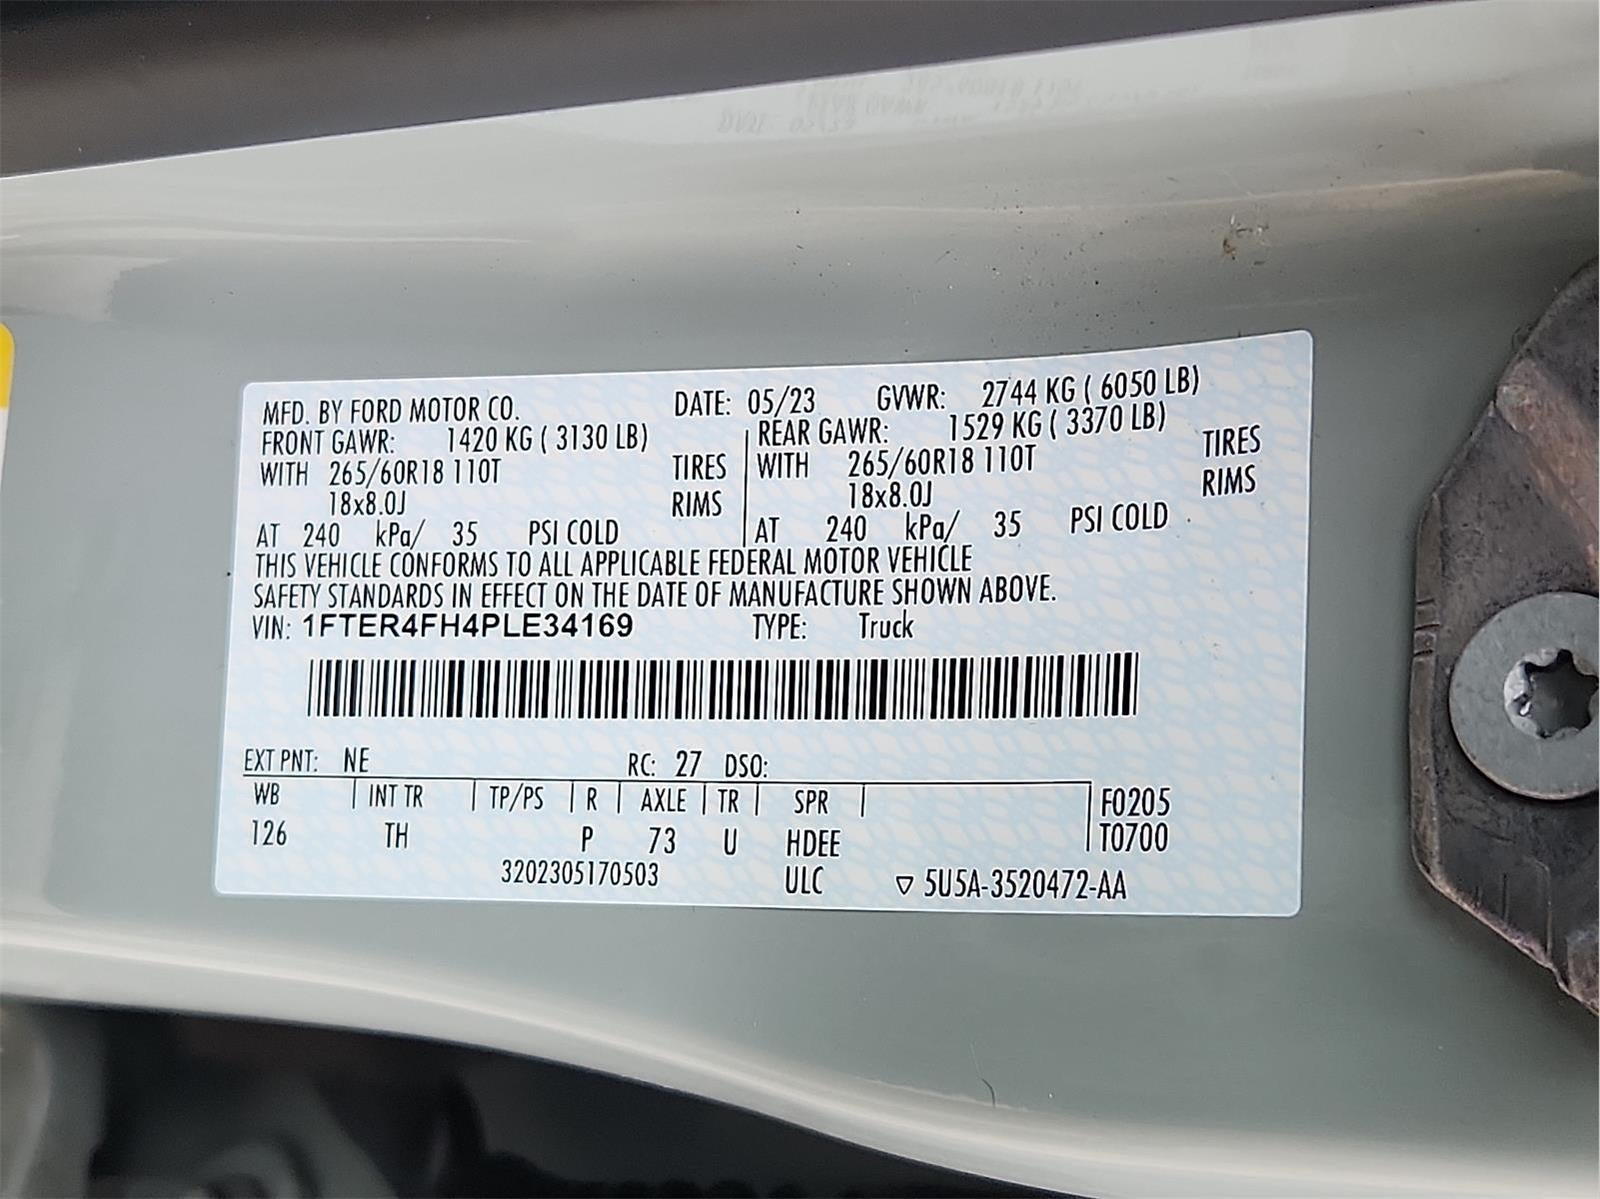 MFD. BY FORD MOTOR CO. DATE: 05/23 GVWR: 2744 KG ( 6050 LB)
FRONT GAWR: 1420 KG ( 3130 LB) REAR GAWR: 1529 KG ( 3370 LB)
WITH 265/60R18 110T TIRES WITH 265/60R18 110T TIRES
18x8.0J RIMS 18x8.0J RIMS
AT 240 kPa/ 35 PSI COLD AT 240 kPa/ 35 PSI COLD
THIS VEHICLE CONFORMS TO ALL APPLICABLE FEDERAL MOTOR VEHICLE
SAFETY STANDARDS IN EFFECT ON THE DATE OF MANUFACTURE SHOWN ABOVE.
VIN: 1FTER4FH4PLE34169 TYPE: Truck
EXT PNT: NE RC: 27 DSO:
WB INT TR TP/PS R AXLE TR SPR F0205
126 TH P 73 U HDEE T0700
3202305170503 ULC ▽ 5U5A-3520472-AA